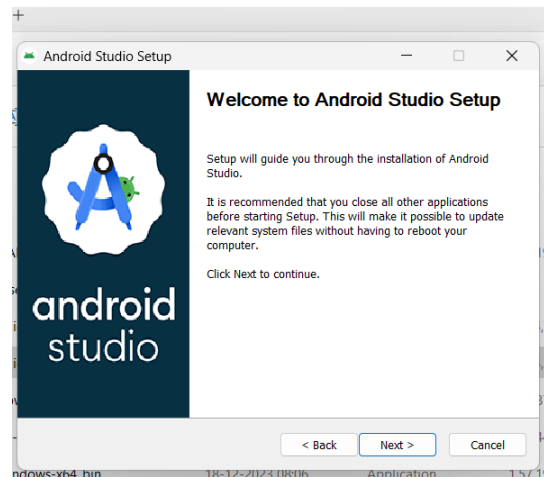 +
Android Studio Setup
Welcome to Android Studio Setup
Setup will guide you through the installation of Android
Studio.
It is recommended that you close all other applications
before starting Setup. This will make it possible to update
relevant system files without having to reboot your
computer.
Click Next to continue.
android
studio
< Back Next > Cancel
ndows-x64.bin 18-12-2023 08:06 Application